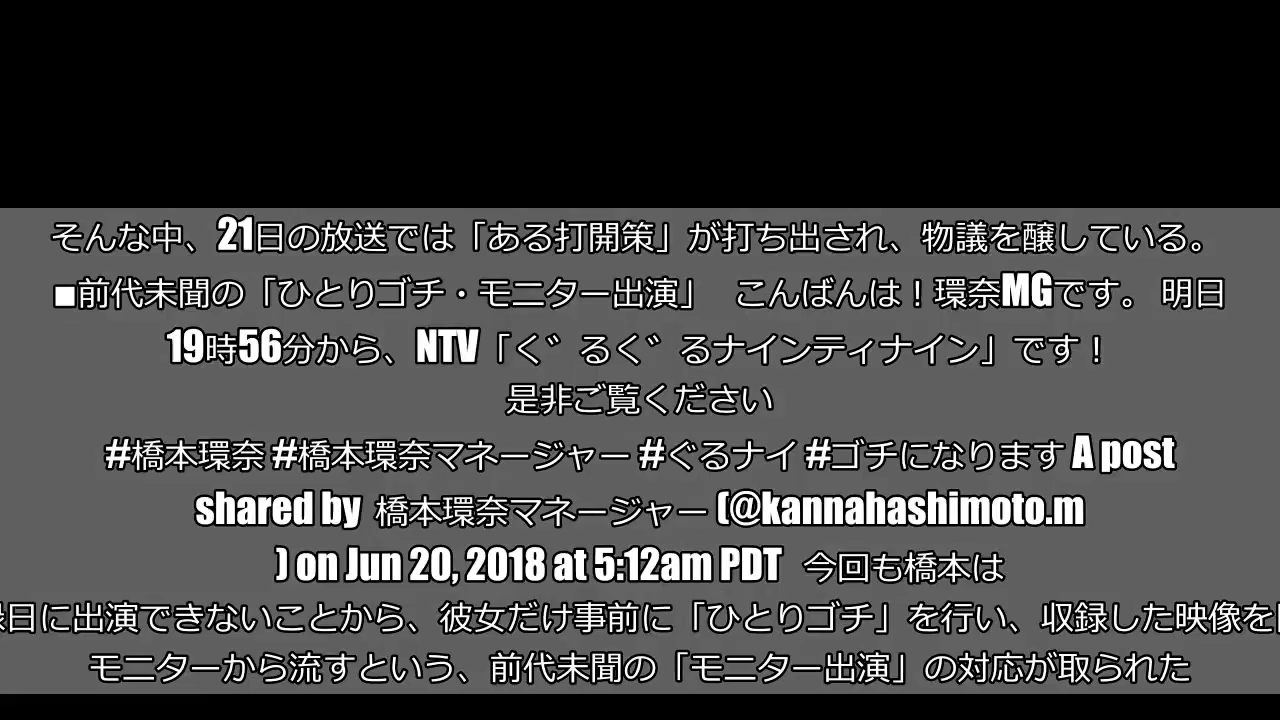 そんな中、21日の放送では「ある打開策」が打ち出され、物議を醸している。
■前代未聞の「ひとりゴチ・モニター出演」 こんばんは！環奈MGです。 明日
19時56分から、NTV「く゛るく゛るナインティナイン」です！
是非ご覧ください
#橋本環奈 #橋本環奈マネージャー #ぐるナイ #ゴチになります A post
shared by 橋本環奈マネージャー (@kannahashimoto.m
) on Jun 20, 2018 at 5:12am PDT 今回も橋本は
日に出演できないことから、彼女だけ事前に「ひとりゴチ」を行い、収録した映像を
モニターから流すという、前代未聞の「モニター出演」の対応が取られた